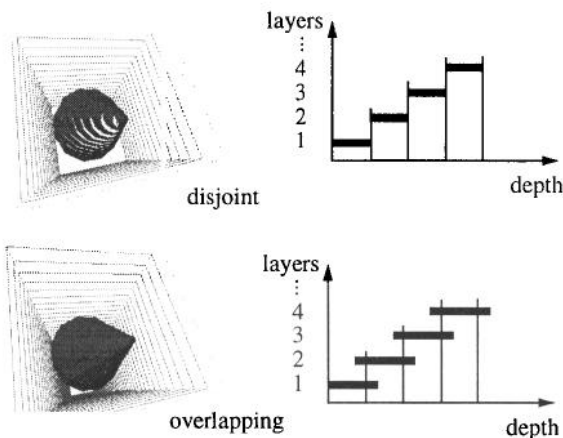 layers
⋮
4
3
2
1
depth
disjoint
layers
⋮
4
3
2
1
depth
overlapping